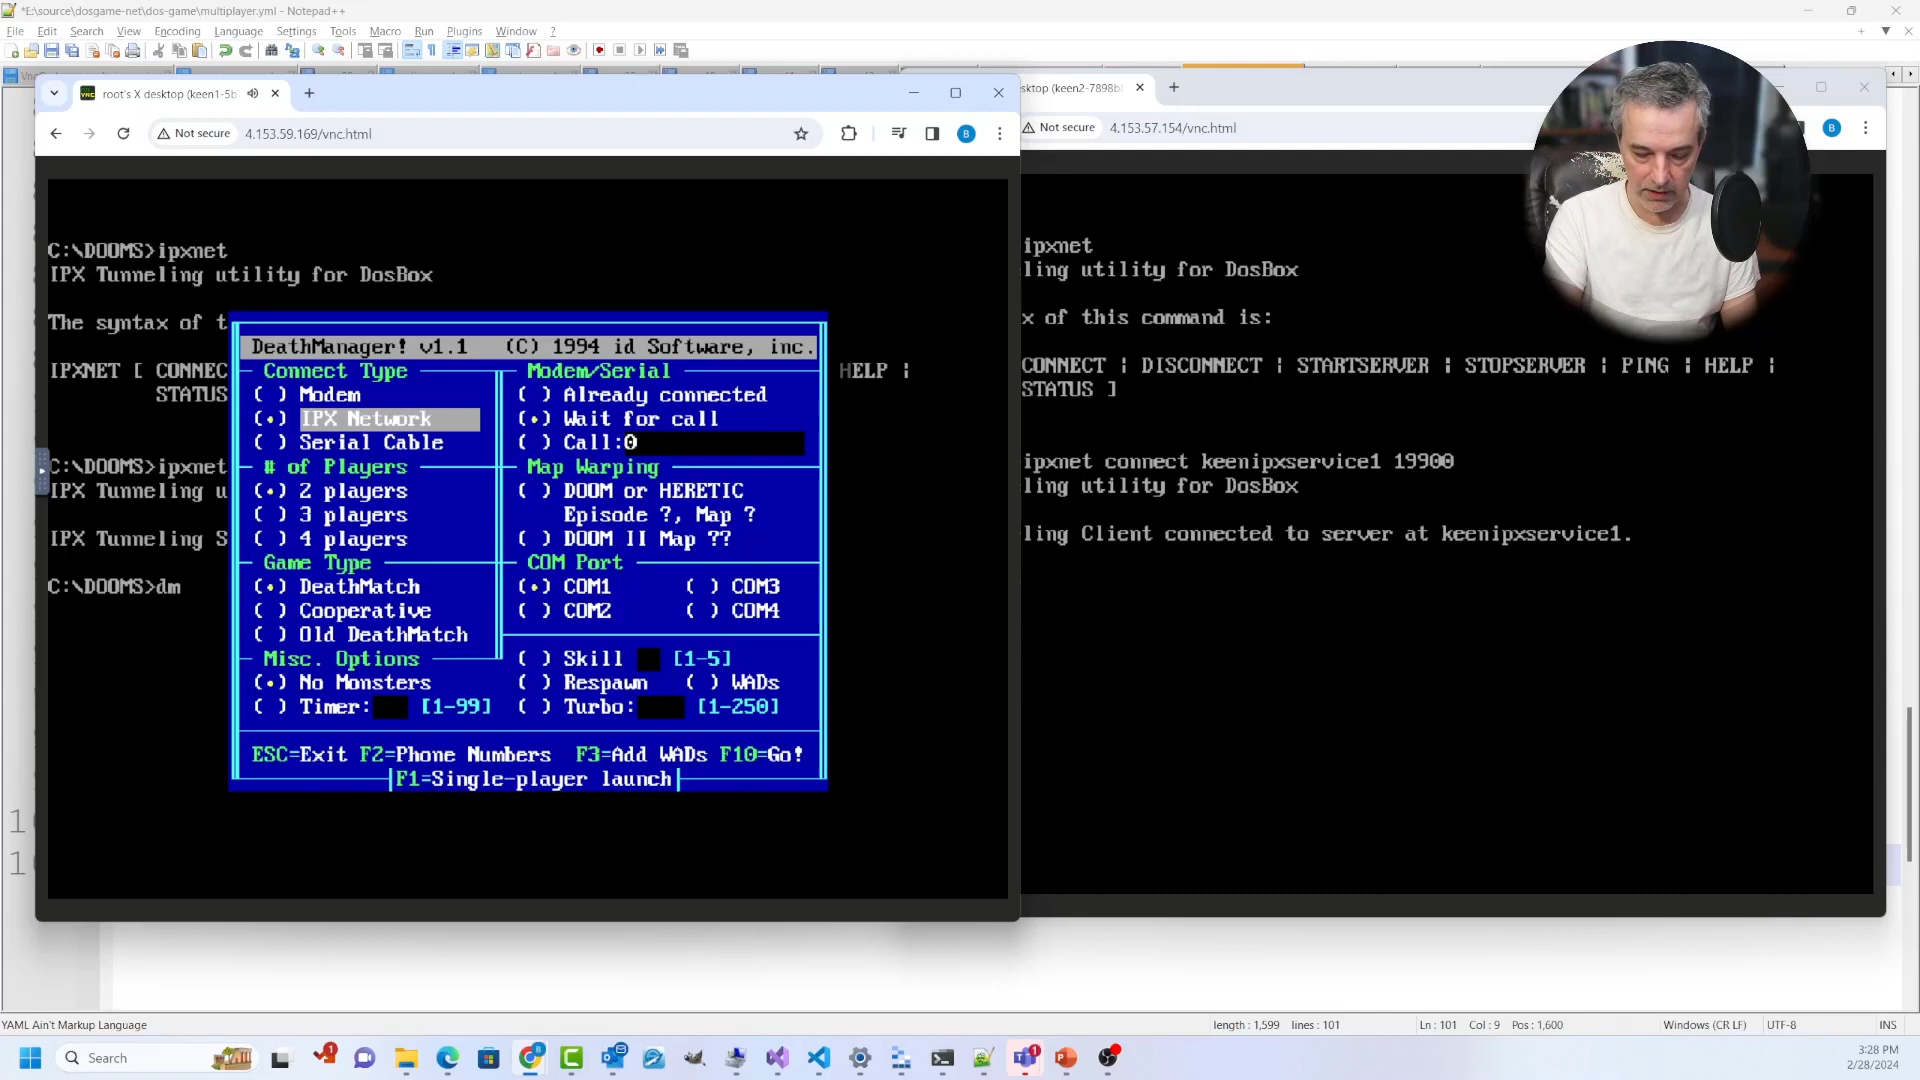 *E:\source\dosgame-net\dos-game\multiplayer.yml - Notepad++
File Edit Search View Encoding Language Settings Tools Macro Run Plugins Window ?
root's X desktop (keen1-5b
Not secure 4.153.59.169/vnc.html
B
C:\DOOMS>ipxnet
IPX Tunneling utility for DosBox
The syntax of t
IPXNET [ CONNEC
HELP |
STATUS
C:\DOOMS>ipxnet
IPX Tunneling u
IPX Tunneling S
C:\DOOMS>dm
DeathManager! v1.1 (C) 1994 id Software, inc.
Connect Type
( ) Modem
(•) IPX Network
( ) Serial Cable
# of Players
(•) 2 players
( ) 3 players
( ) 4 players
Game Type
(•) DeathMatch
( ) Cooperative
( ) Old DeathMatch
Modem/Serial
( ) Already connected
(•) Wait for call
( ) Call:0
Map Warping
( ) DOOM or HERETIC
Episode ?, Map ?
( ) DOOM II Map ??
COM Port
(•) COM1 ( ) COM3
( ) COM2 ( ) COM4
Misc. Options
( ) Skill [1-5]
(•) No Monsters ( ) Respawn ( ) WADs
( ) Timer: [1-99] ( ) Turbo: [1-250]
ESC=Exit F2=Phone Numbers F3=Add WADs F10=Go!
F1=Single-player launch
sktop (keen2-7898b
Not secure 4.153.57.154/vnc.html
B
ipxnet
ling utility for DosBox
x of this command is:
CONNECT | DISCONNECT | STARTSERVER | STOPSERVER | PING | HELP |
STATUS ]
ipxnet connect keenipxservice1 19900
ling utility for DosBox
ling Client connected to server at keenipxservice1.
YAML Ain't Markup Language length : 1,599 lines : 101 Ln : 101 Col : 9 Pos : 1,600 Windows (CR LF) UTF-8 INS
Search
3:28 PM
2/28/2024